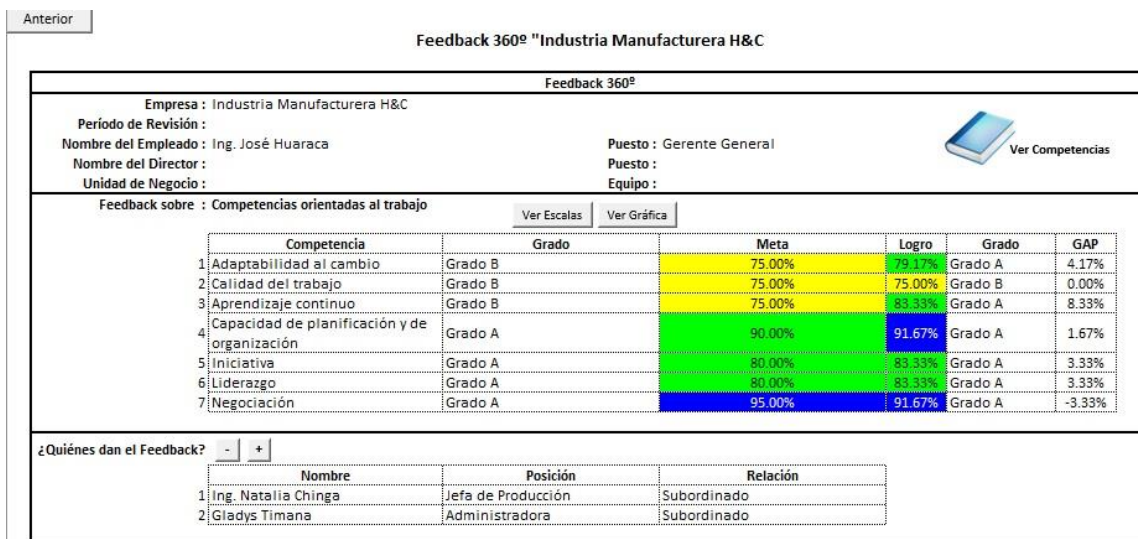 Anterior
Feedback 360º "Industria Manufacturera H&C
Feedback 360º
Empresa : Industria Manufacturera H&C
Período de Revisión :
Nombre del Empleado : Ing. José Huaraca Puesto : Gerente General
Ver Competencias
Nombre del Director : Puesto :
Unidad de Negocio : Equipo :
Feedback sobre : Competencias orientadas al trabajo Ver Escalas Ver Gráfica
Competencia Grado Meta Logro Grado GAP
1 Adaptabilidad al cambio Grado B 75.00% 79.17% Grado A 4.17%
2 Calidad del trabajo Grado B 75.00% 75.00% Grado B 0.00%
3 Aprendizaje continuo Grado B 75.00% 83.33% Grado A 8.33%
4 Capacidad de planificación y de
organización Grado A 90.00% 91.67% Grado A 1.67%
5 Iniciativa Grado A 80.00% 83.33% Grado A 3.33%
6 Liderazgo Grado A 80.00% 83.33% Grado A 3.33%
7 Negociación Grado A 95.00% 91.67% Grado A -3.33%
¿Quiénes dan el Feedback? - +
Nombre Posición Relación
1 Ing. Natalia Chinga Jefa de Producción Subordinado
2 Gladys Timana Administradora Subordinado